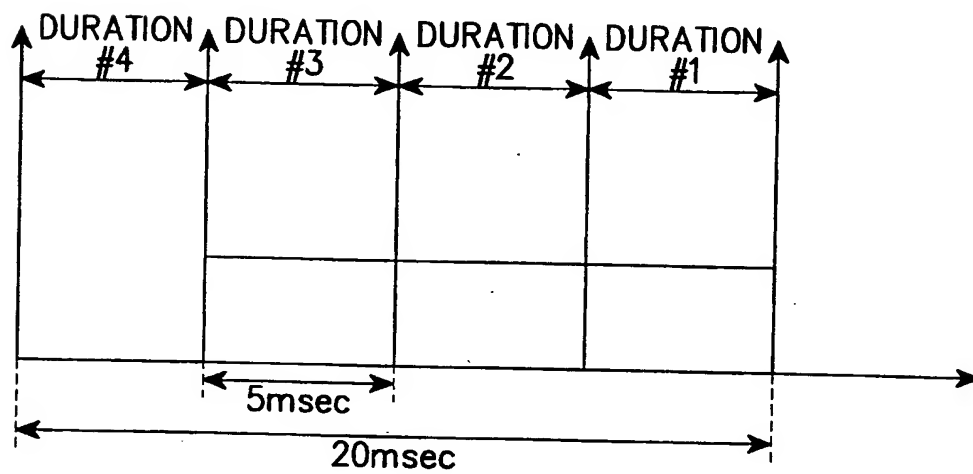 DURATION #4
DURATION #3
DURATION #2
DURATION #1
5msec
20msec